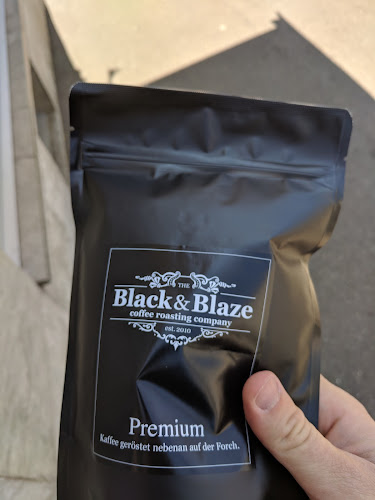 THE
Black & Blaze
coffee roasting company
est. 2010
Premium
Kaffee geröstet nebenan auf der Forch.